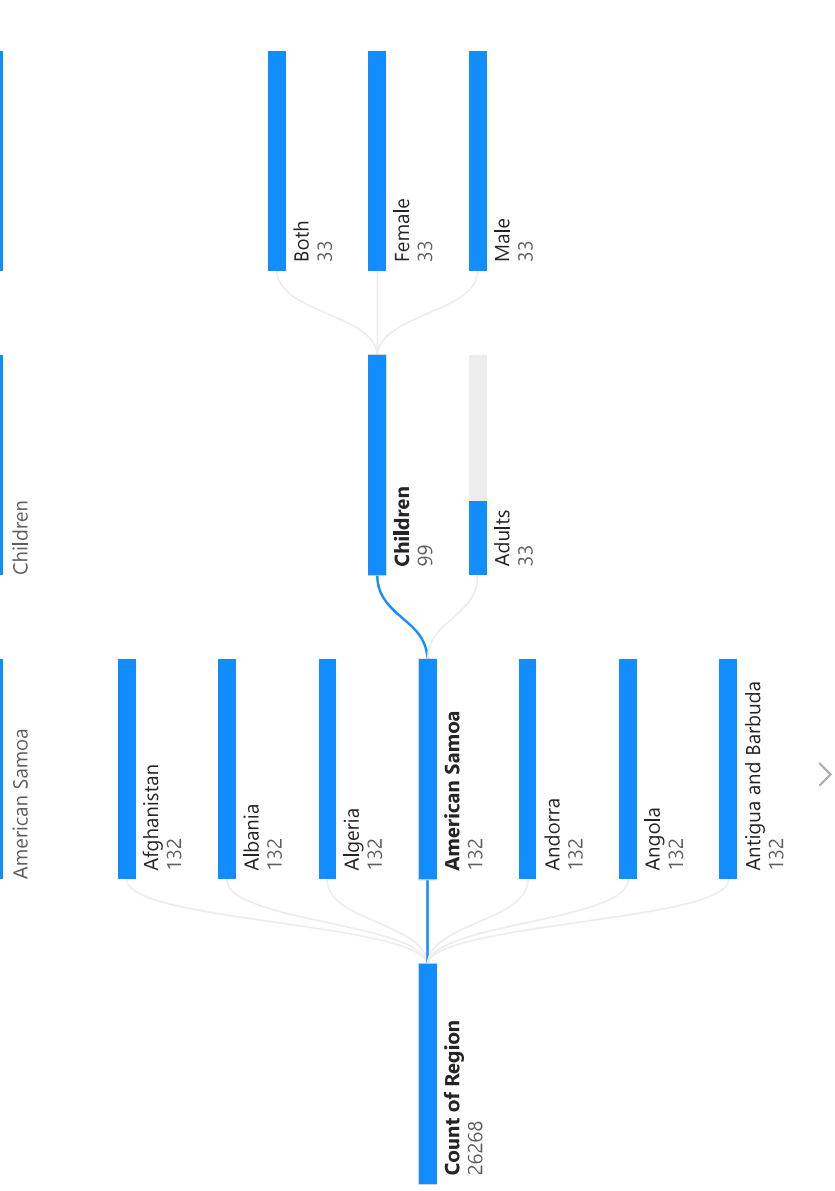 American Samoa
Children
Count of Region
26268
Afghanistan
132
Albania
132
Algeria
132
American Samoa
132
Andorra
132
Angola
132
Antigua and Barbuda
132
Children
99
Adults
33
Both
33
Female
33
Male
33